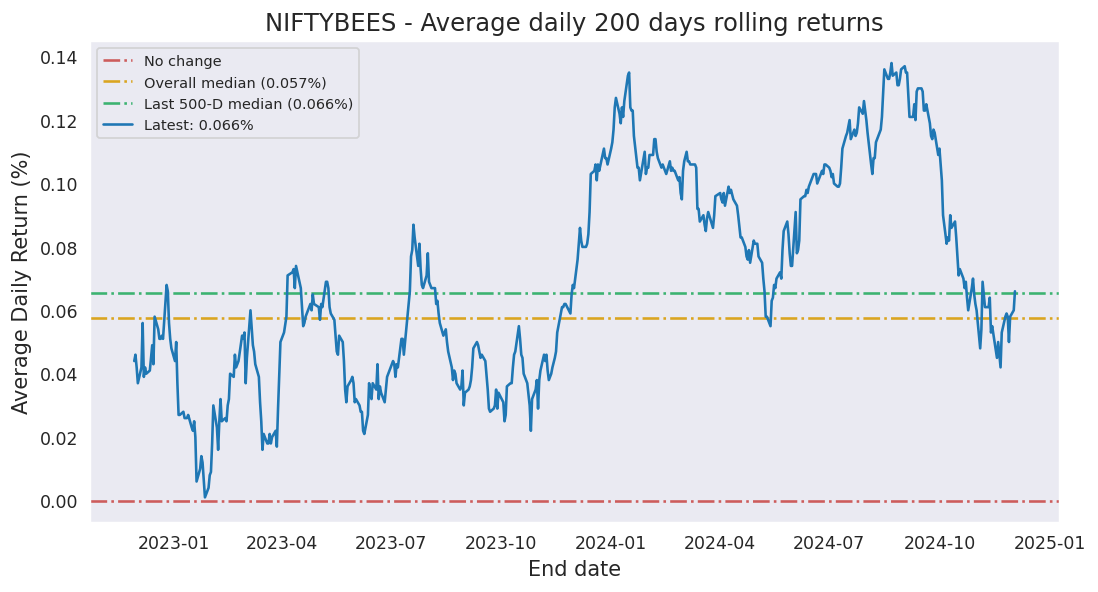 NIFTYBEES - Average daily 200 days rolling returns
No change
Overall median (0.057%)
Last 500-D median (0.066%)
Latest: 0.066%
Average Daily Return (%)
0.14
0.12
0.10
0.08
0.06
0.04
0.02
0.00
2023-01 2023-04 2023-07 2023-10 2024-01 2024-04 2024-07 2024-10 2025-01
End date